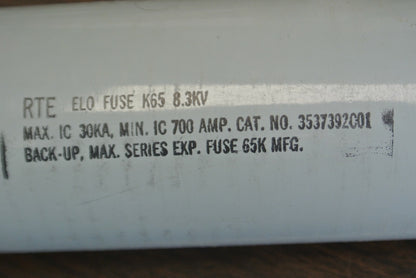 RTE ELO FUSE K65 8.3KV
MAX. IC 30KA, MIN. IC 700 AMP. CAT. NO. 3537392C01
BACK-UP, MAX. SERIES EXP. FUSE 65K MFG.